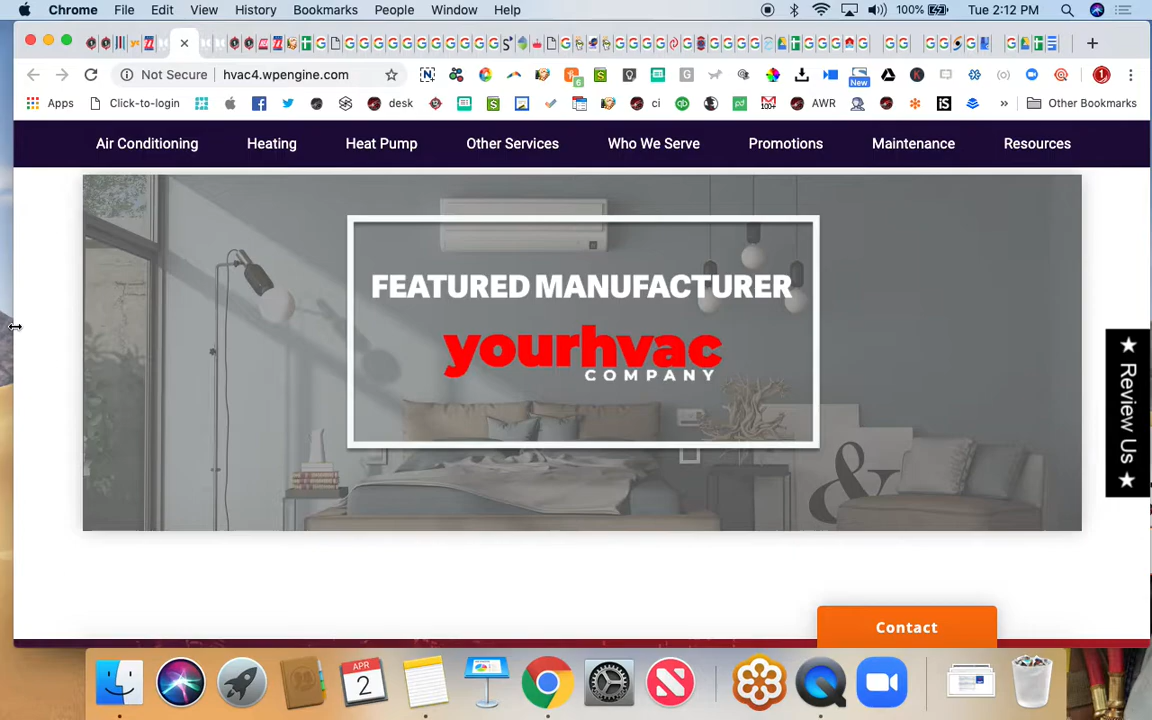 Chrome File Edit View History Bookmarks People Window Help 100% Tue 2:12 PM
Not Secure hvac4.wpengine.com
Apps Click-to-login desk ci AWR Other Bookmarks
New
Air Conditioning Heating Heat Pump Other Services Who We Serve Promotions Maintenance Resources
FEATURED MANUFACTURER
yourhvac
COMPANY
&
★ Review Us ★
Contact
APR
2